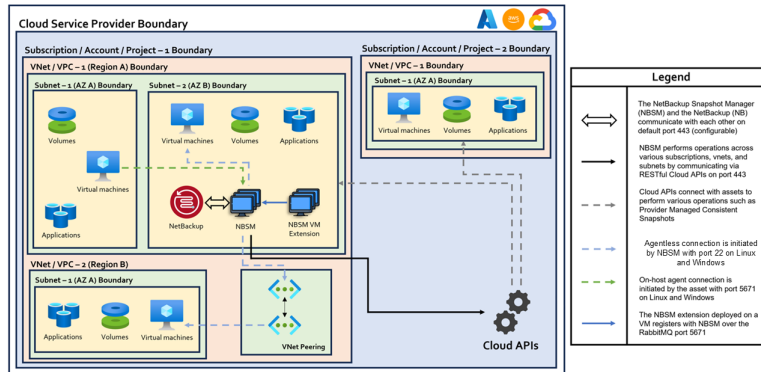 Cloud Service Provider Boundary
aws
Subscription / Account / Project – 1 Boundary
VNet / VPC – 1 (Region A) Boundary
Subnet – 1 (AZ A) Boundary
Volumes
Virtual machines
Applications
Subnet – 2 (AZ B) Boundary
Virtual machines
Volumes
Applications
NetBackup
NBSM
NBSM VM
Extension
VNet / VPC – 2 (Region B)
Subnet – 1 (AZ A) Boundary
Applications
Volumes
Virtual machines
VNet Peering
Subscription / Account / Project – 2 Boundary
VNet / VPC – 1 Boundary
Subnet – 1 (AZ A) Boundary
Virtual machines
Volumes
Applications
Cloud APIs
Legend
The NetBackup Snapshot Manager
(NBSM) and the NetBackup (NB)
communicate with each other on
default port 443 (configurable)
NBSM performs operations across
various subscriptions, vnets, and
subnets by communicating via
RESTful Cloud APIs on port 443
Cloud APIs connect with assets to
perform various operations such as
Provider Managed Consistent
Snapshots
Agentless connection is initiated
by NBSM with port 22 on Linux
and Windows
On-host agent connection is
initiated by the asset with port 5671
on Linux and Windows
The NBSM extension deployed on a
VM registers with NBSM over the
RabbitMQ port 5671